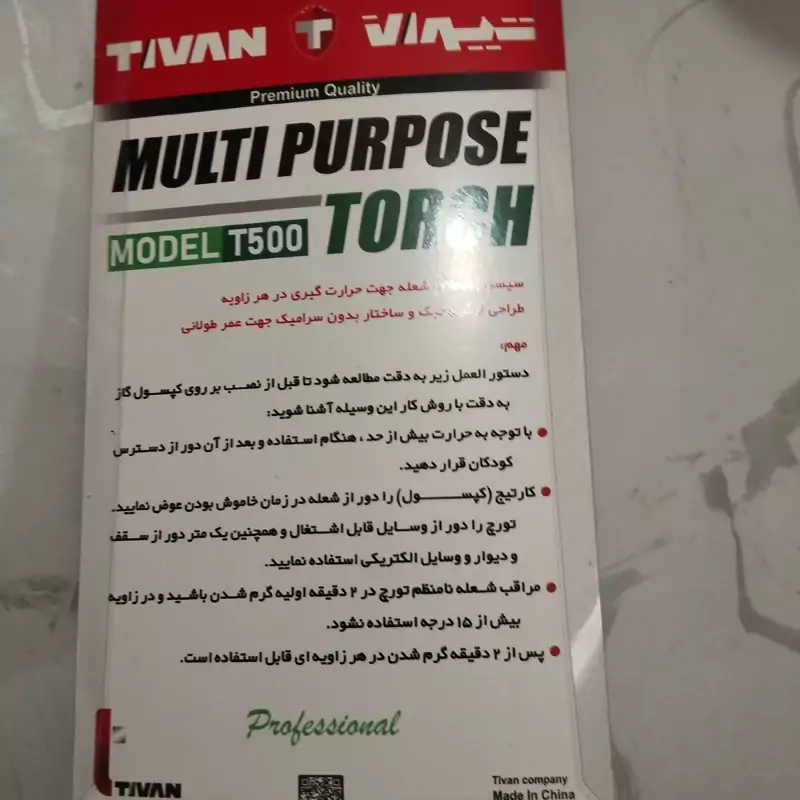 TIVAN T تیوان
Premium Quality
MULTI PURPOSE
TORCH
MODEL T500
شعله جهت حرارت گیری در هر زاویه
طراحی و ساختار بدون سرامیک جهت عمر طولانی
مهم:
دستور العمل زیر به دقت مطالعه شود تا قبل از نصب بر روی کپسول گاز
به دقت با روش کار این وسیله آشنا شوید:
با توجه به حرارت بیش از حد، هنگام استفاده و بعد از آن دور از دسترس
کودکان قرار دهید.
کارتیج (کپسول) را دور از شعله در زمان خاموش بودن عوض نمایید.
تورچ را دور از وسایل قابل اشتغال و همچنین یک متر دور از سقف
و دیوار و وسایل الکتریکی استفاده نمایید.
مراقب شعله نامنظم تورچ در ۲ دقیقه اولیه گرم شدن باشید و در زاویه
بیش از ۱۵ درجه استفاده نشود.
پس از ۲ دقیقه گرم شدن در هر زاویه ای قابل استفاده است.
Professional
TIVAN
Tivan company
Made In China